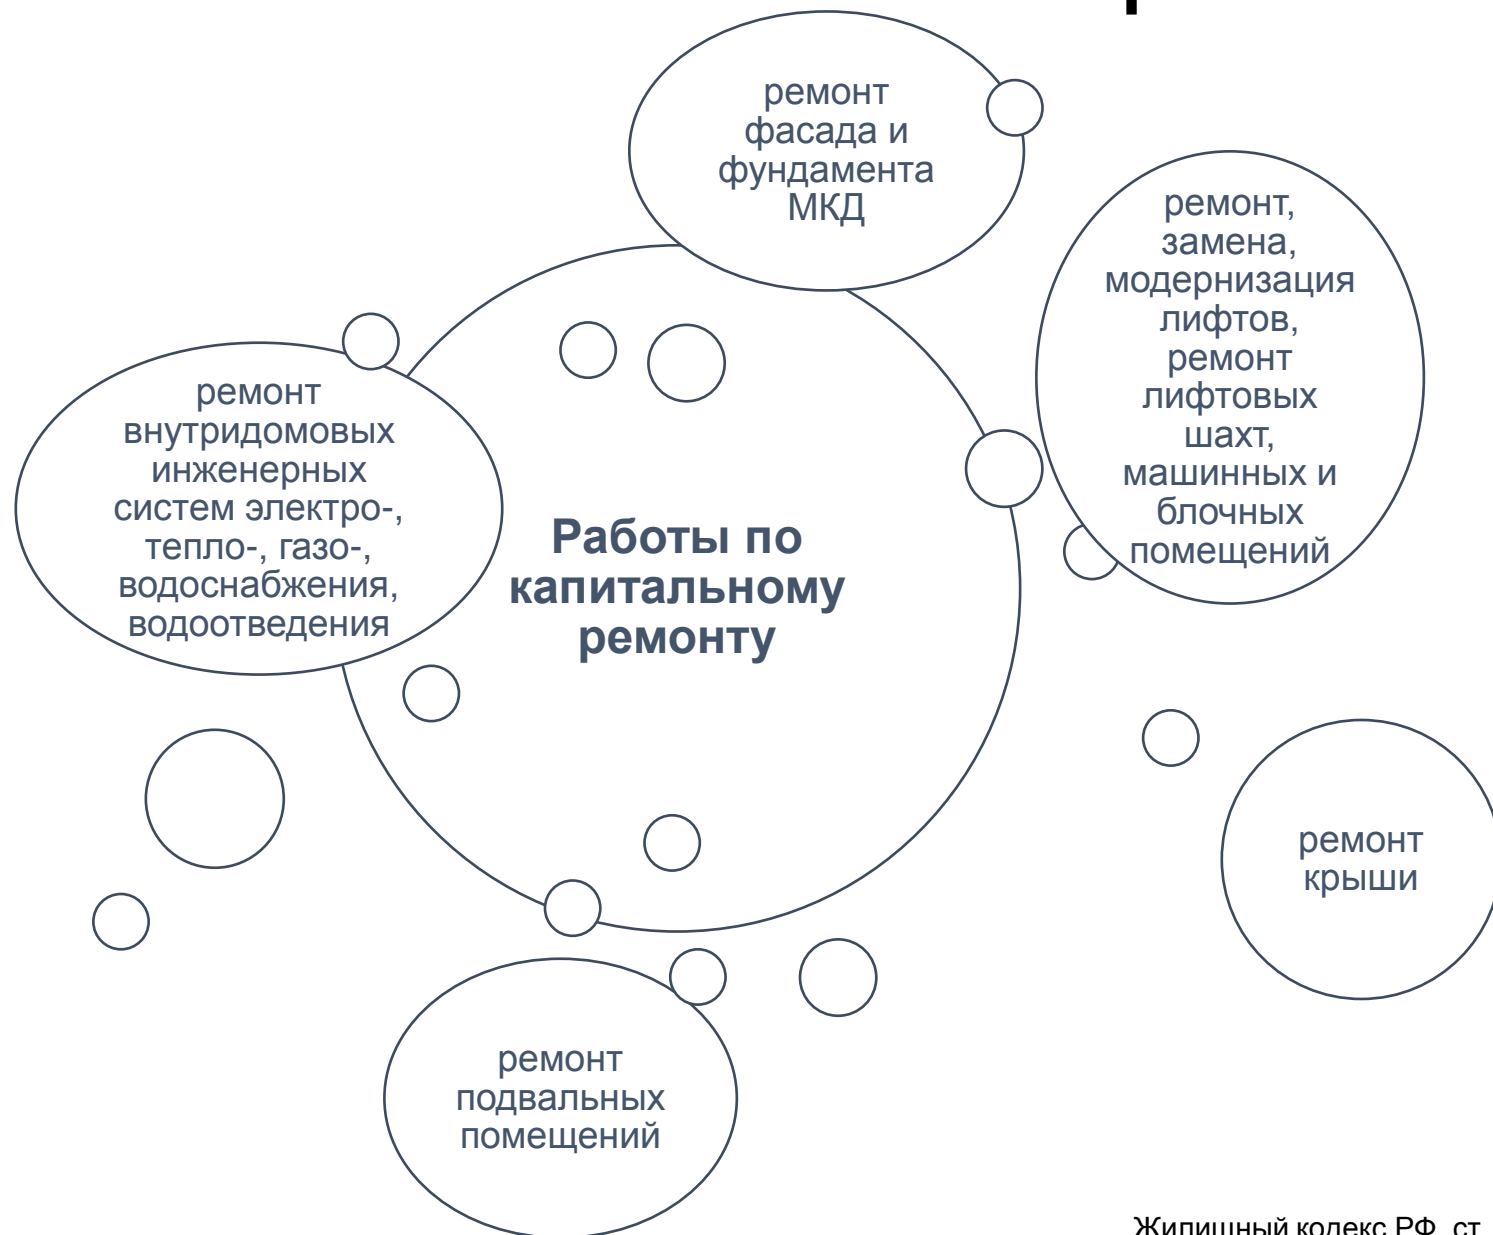 ремонт
фасада и
фундамента
МКД
ремонт,
замена,
модернизация
лифтов,
ремонт
лифтовых
шахт,
машинных и
блочных
помещений
ремонт
внутридомовых
инженерных
систем электро-,
тепло-, газо-,
водоснабжения,
водоотведения
Работы по
капитальному
ремонту
ремонт
крыши
ремонт
подвальных
помещений
Жилищный кодекс РФ, ст